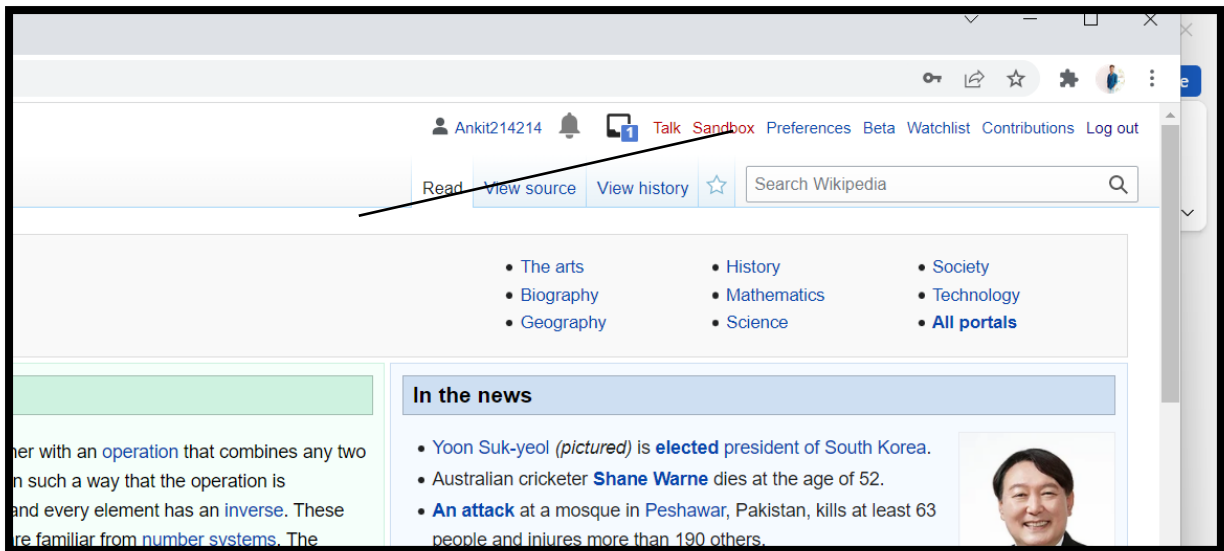 e
Ankit214214 1 Talk Sandbox Preferences Beta Watchlist Contributions Log out
Read View source View history Search Wikipedia
• The arts • History • Society
• Biography • Mathematics • Technology
• Geography • Science • All portals
In the news
ner with an operation that combines any two
n such a way that the operation is
and every element has an inverse. These
re familiar from number systems. The
• Yoon Suk-yeol (pictured) is elected president of South Korea.
• Australian cricketer Shane Warne dies at the age of 52.
• An attack at a mosque in Peshawar, Pakistan, kills at least 63
people and injures more than 190 others.